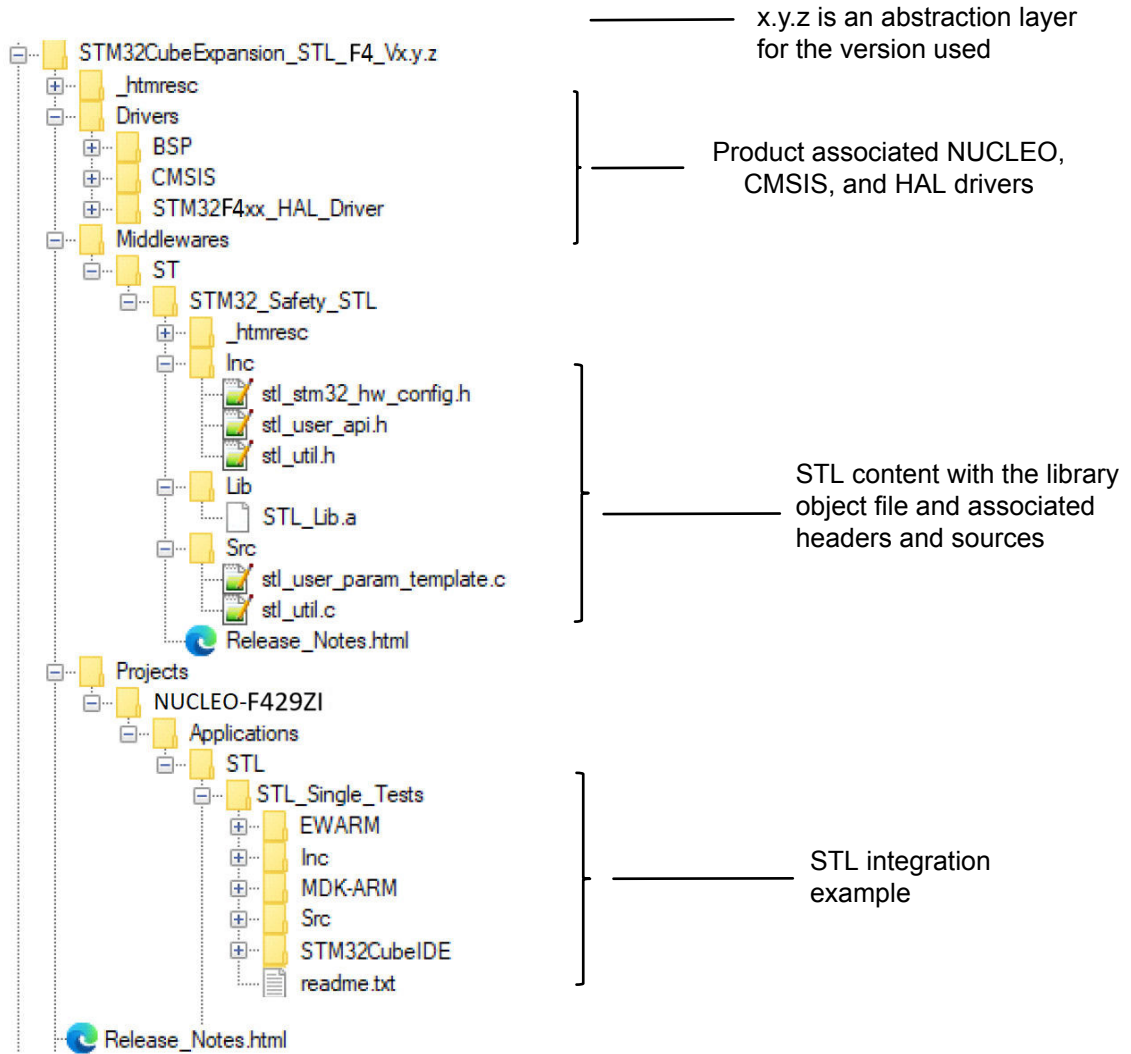 x.y.z is an abstraction layer
for the version used
STM32CubeExpansion_STL_F4_Vx.y.z
_htmresc
Drivers
BSP
CMSIS
STM32F4xx_HAL_Driver
Product associated NUCLEO,
CMSIS, and HAL drivers
Middlewares
ST
STM32_Safety_STL
_htmresc
Inc
stl_stm32_hw_config.h
stl_user_api.h
stl_util.h
Lib
STL_Lib.a
Src
stl_user_param_template.c
stl_util.c
Release_Notes.html
STL content with the library
object file and associated
headers and sources
Projects
NUCLEO-F429ZI
Applications
STL
STL_Single_Tests
EWARM
Inc
MDK-ARM
Src
STM32CubeIDE
readme.txt
STL integration
example
Release_Notes.html